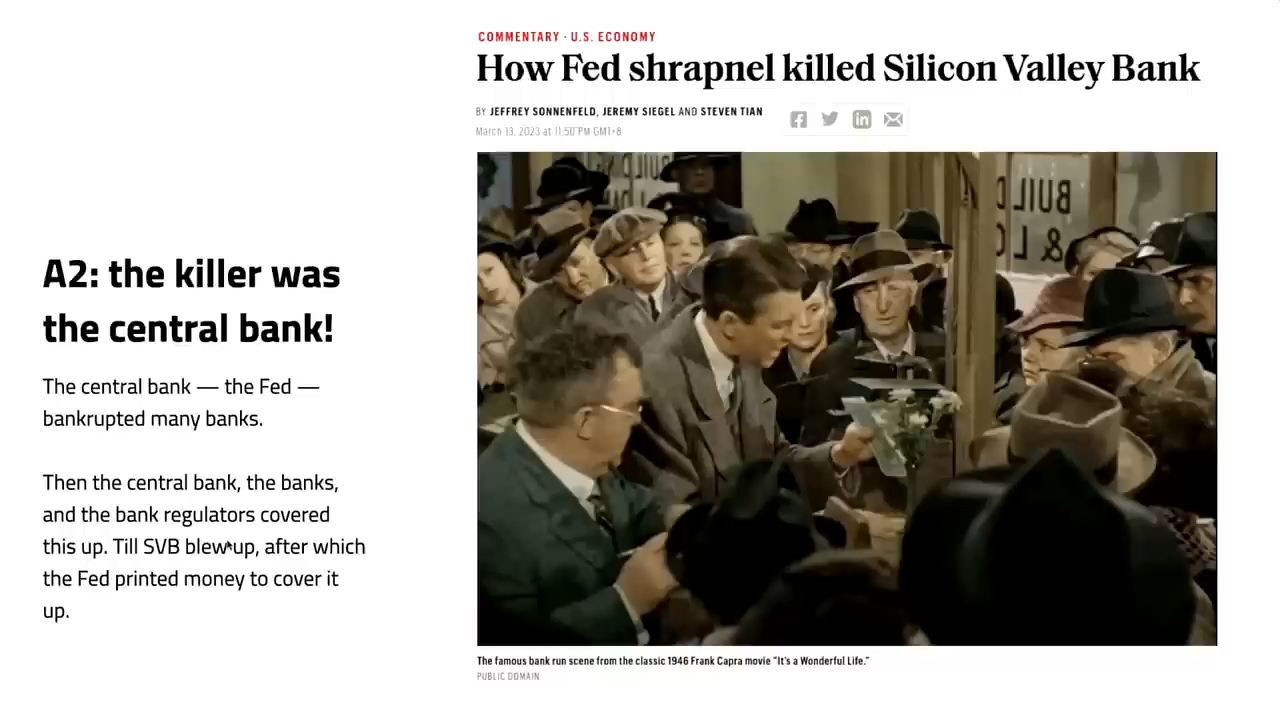 A2: the killer was
the central bank!
The central bank — the Fed —
bankrupted many banks.
Then the central bank, the banks,
and the bank regulators covered
this up. Till SVB blew up, after which
the Fed printed money to cover it
up.
COMMENTARY · U.S. ECONOMY
How Fed shrapnel killed Silicon Valley Bank
BY JEFFREY SONNENFELD, JEREMY SIEGEL AND STEVEN TIAN
March 13, 2023 at 11:50 PM GMT+8
BUILD
& LO
The famous bank run scene from the classic 1946 Frank Capra movie "It's a Wonderful Life."
PUBLIC DOMAIN